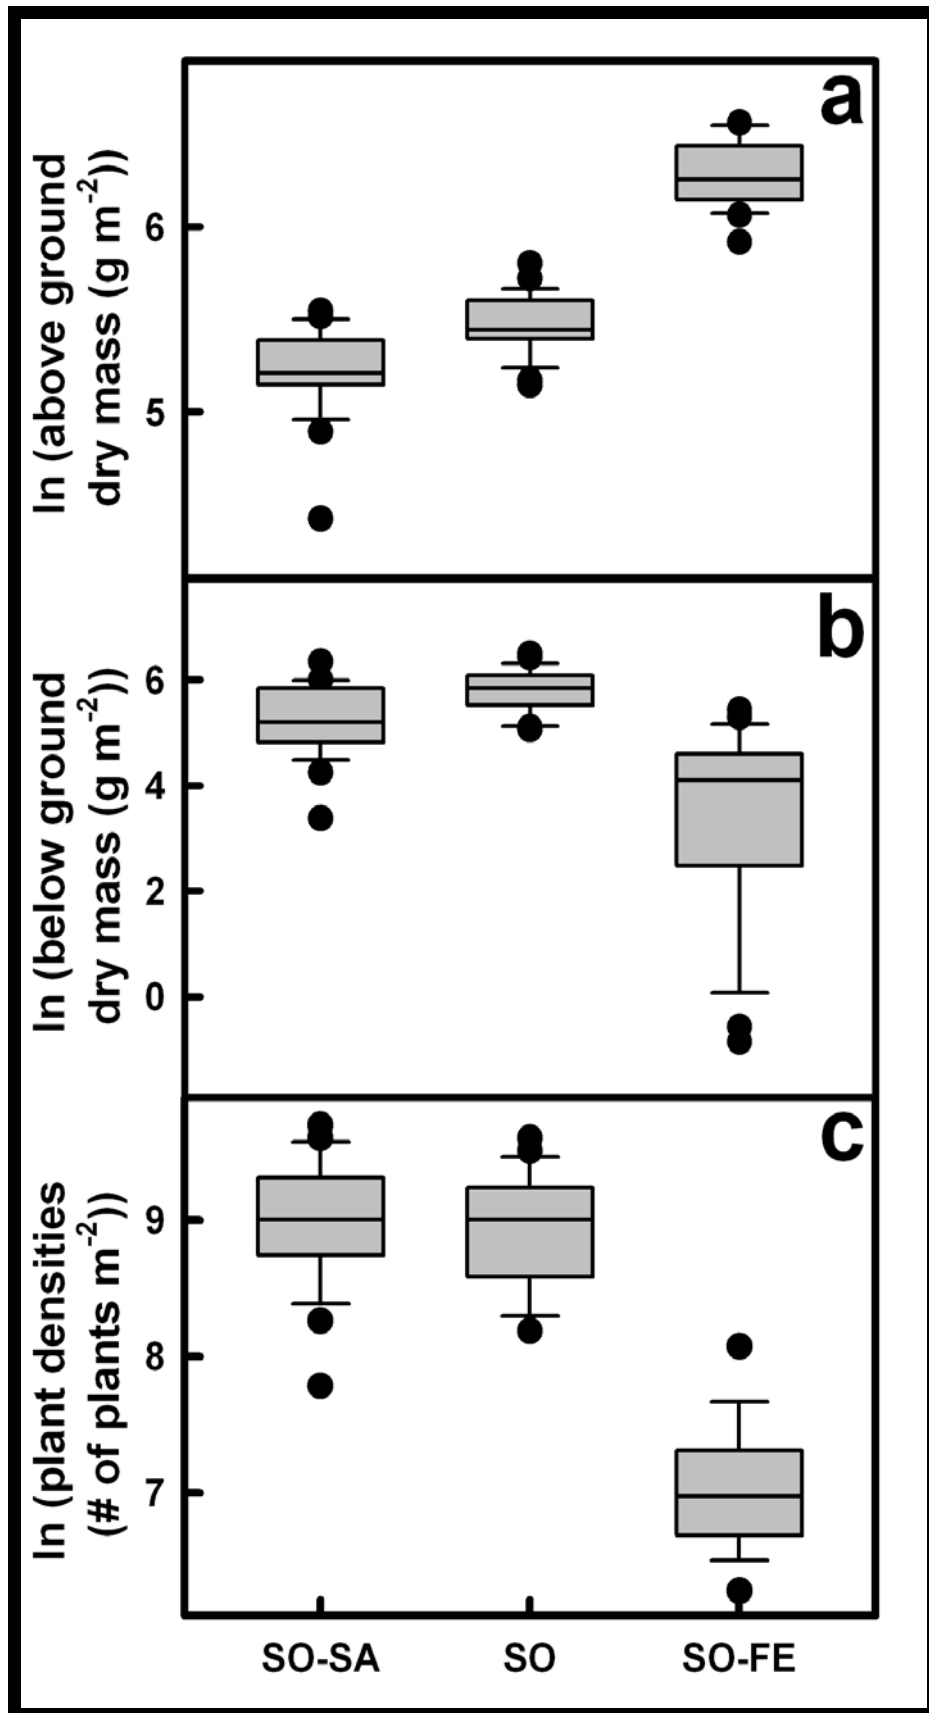 a
ln (above ground
dry mass (g m⁻²))
6
5
b
ln (below ground
dry mass (g m⁻²))
6
4
2
0
c
ln (plant densities
(# of plants m⁻²))
9
8
7
SO-SA SO SO-FE